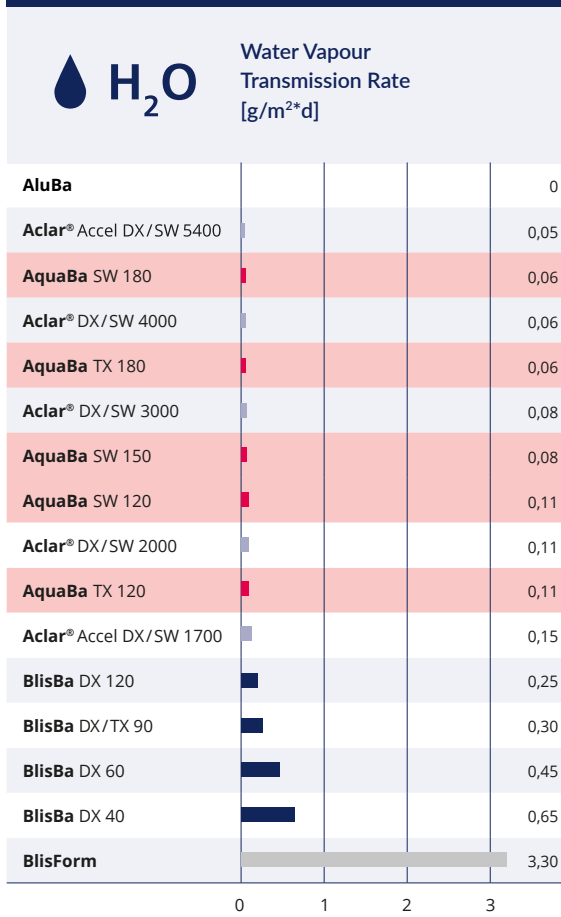 H₂O
Water Vapour
Transmission Rate
[g/m²*d]
AluBa 0
Aclar® Accel DX/SW 5400 0,05
AquaBa SW 180 0,06
Aclar® DX/SW 4000 0,06
AquaBa TX 180 0,06
Aclar® DX/SW 3000 0,08
AquaBa SW 150 0,08
AquaBa SW 120 0,11
Aclar® DX/SW 2000 0,11
AquaBa TX 120 0,11
Aclar® Accel DX/SW 1700 0,15
BlisBa DX 120 0,25
BlisBa DX/TX 90 0,30
BlisBa DX 60 0,45
BlisBa DX 40 0,65
BlisForm 3,30
0 1 2 3